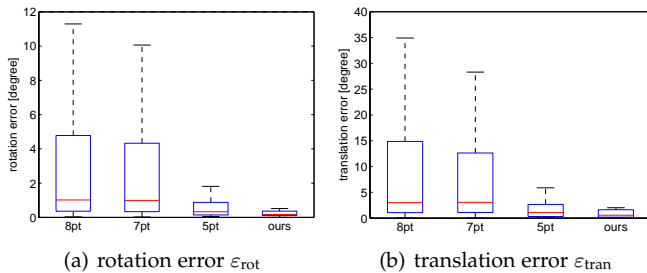 12
10
8
6
4
2
0
rotation error [degree]
8pt 7pt 5pt ours
(a) rotation error εrot
40
35
30
25
20
15
10
5
0
translation error [degree]
8pt 7pt 5pt ours
(b) translation error εtran